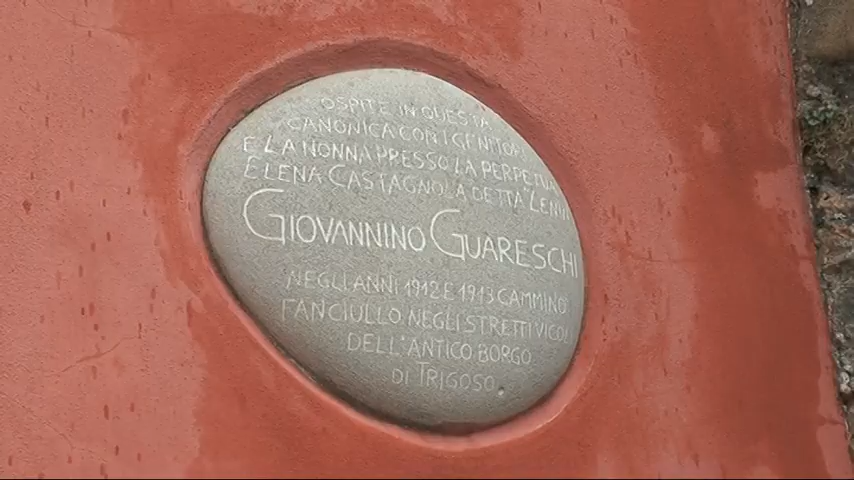 OSPITE IN QUESTA
CANONICA CON I GENITORI
E LA NONNA PRESSO LA PERPETUA
ELENA CASTAGNOLA DETTA "LENIN"
GIOVANNINO GUARESCHI
NEGLI ANNI 1912 E 1913 CAMMINÒ
FANCIULLO NEGLI STRETTI VICOLI
DELL'ANTICO BORGO
DI TRIGOSO.